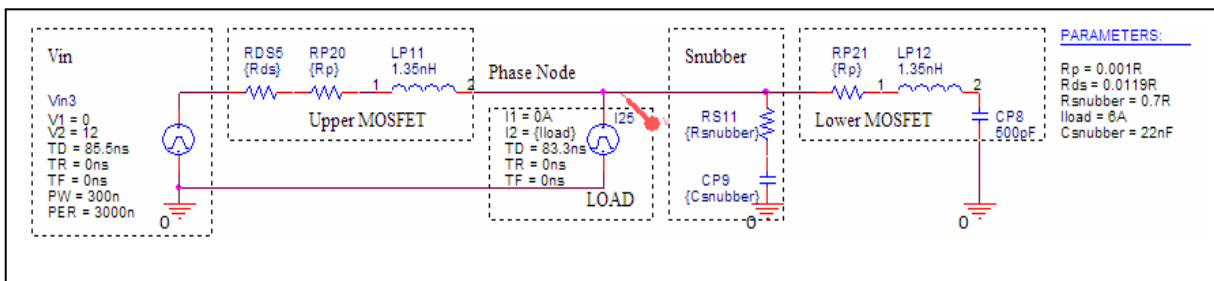 Vin
Vin3
V1 = 0
V2 = 12
TD = 85.5ns
TR = 0ns
TF = 0ns
PW = 300n
PER = 3000n
0
RDS5
{Rds}
RP20
{Rp}
LP11
1.35nH
1
2
Upper MOSFET
Phase Node
I1 = 0A
I2 = {Iload}
TD = 83.3ns
TR = 0ns
TF = 0ns
I25
V
LOAD
Snubber
RS11
{Rsnubber}
CP9
{Csnubber}
0
RP21
{Rp}
LP12
1.35nH
1
2
Lower MOSFET
CP8
500pF
0
PARAMETERS:
Rp = 0.001R
Rds = 0.0119R
Rsnubber = 0.7R
Iload = 6A
Csnubber = 22nF